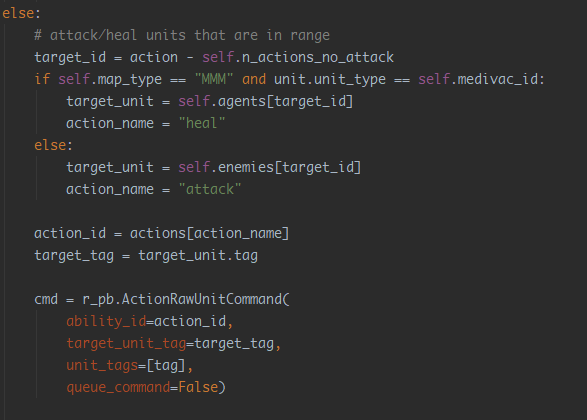 else:
    # attack/heal units that are in range
    target_id = action - self.n_actions_no_attack
    if self.map_type == "MMM" and unit.unit_type == self.medivac_id:
        target_unit = self.agents[target_id]
        action_name = "heal"
    else:
        target_unit = self.enemies[target_id]
        action_name = "attack"

    action_id = actions[action_name]
    target_tag = target_unit.tag

    cmd = r_pb.ActionRawUnitCommand(
        ability_id=action_id,
        target_unit_tag=target_tag,
        unit_tags=[tag],
        queue_command=False)